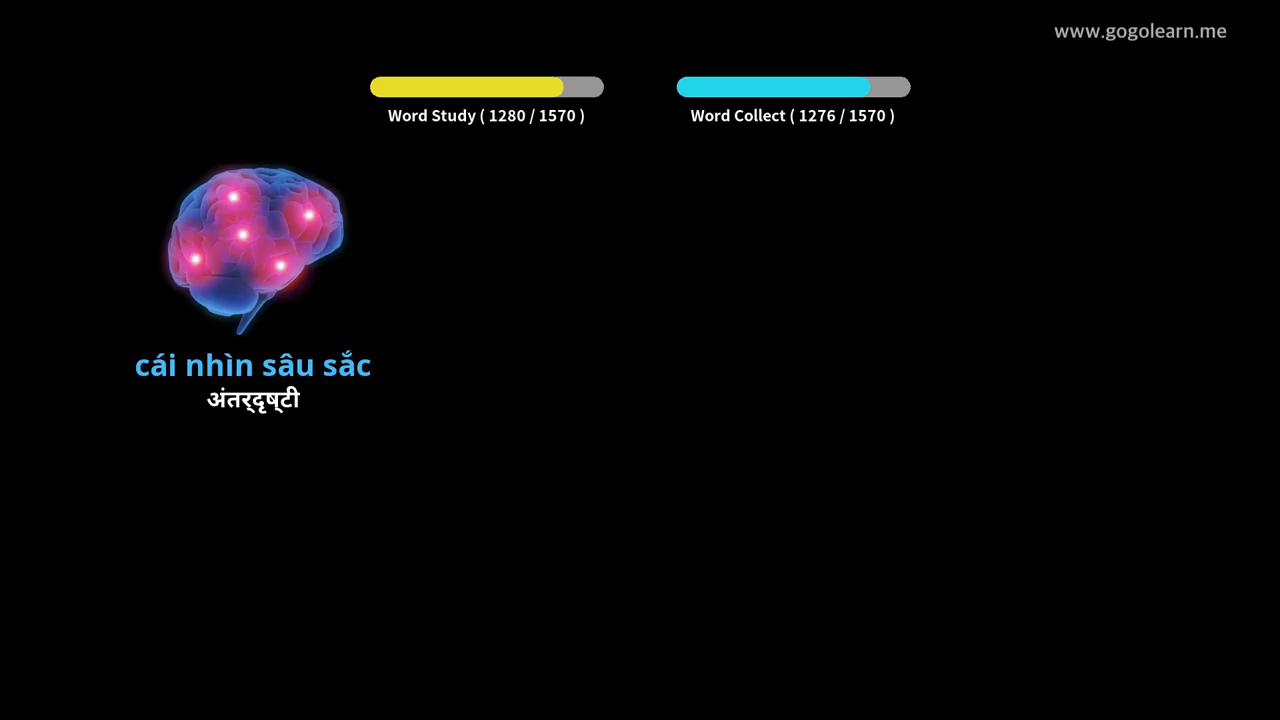 www.gogolearn.me
Word Study ( 1280 / 1570 )
Word Collect ( 1276 / 1570 )
cái nhìn sâu sắc
अंतर्दृष्टी